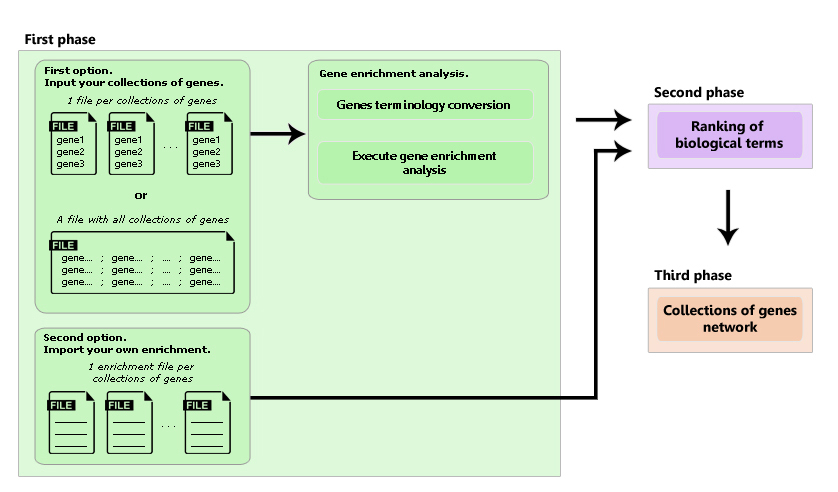 First phase
First option.
Input your collections of genes.
1 file per collections of genes
FILE FILE FILE
gene1 gene1 gene1
gene2 gene2 ... gene2
gene3 gene3 gene3
or
A file with all collections of genes
FILE
gene... ; gene... ; ... ; gene...
gene... ; gene... ; ... ; gene...
gene... ; gene... ; ... ; gene...
Second option.
Import your own enrichment.
1 enrichment file per
collections of genes
FILE FILE FILE
...
Gene enrichment analysis.
Genes terminology conversion
Execute gene enrichment
analysis
Second phase
Ranking of
biological terms
Third phase
Collections of genes
network